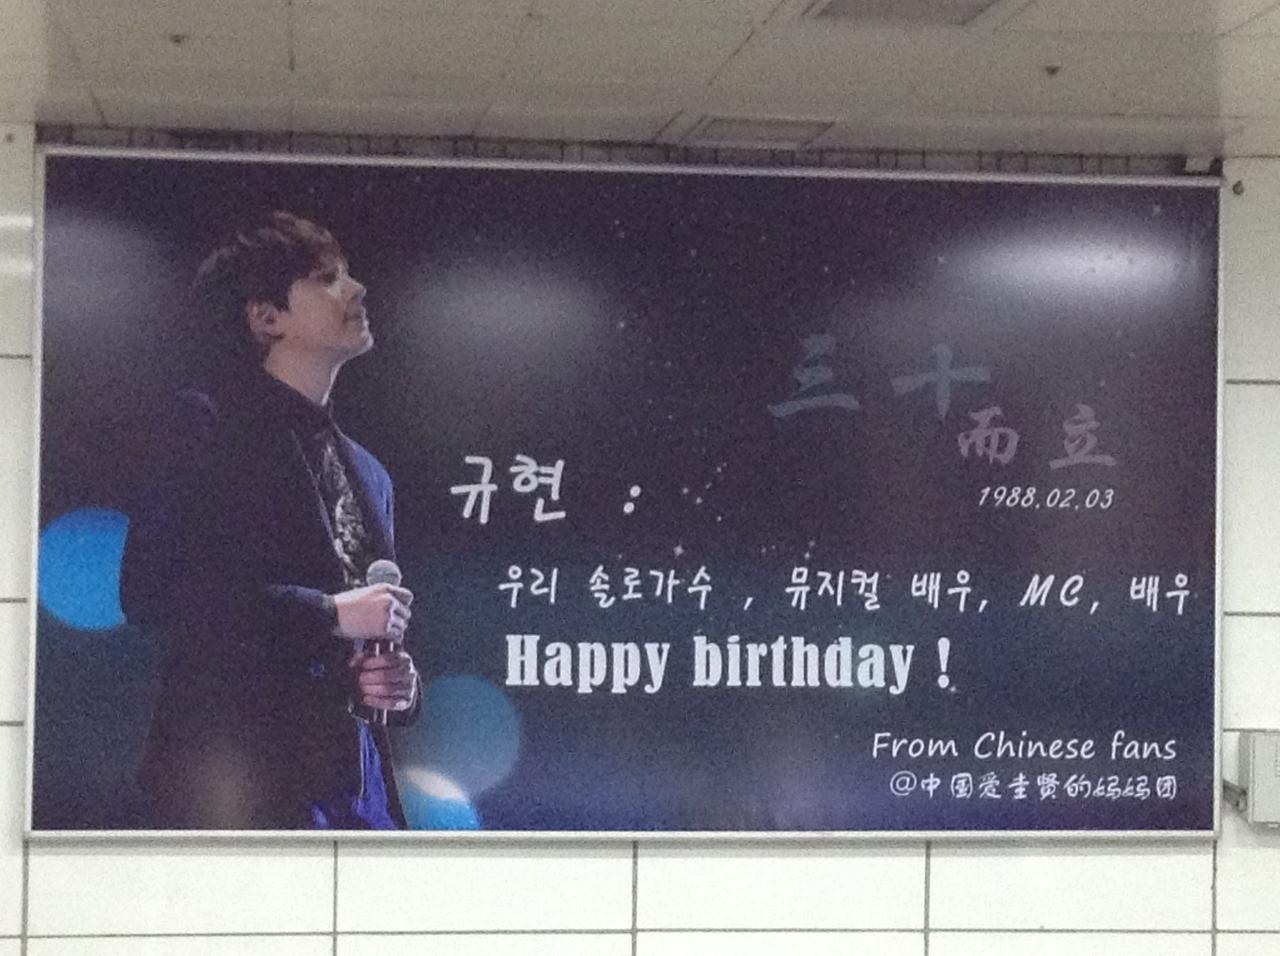 三十
而立
1988.02.03
규현 :
우리 솔로가수 , 뮤지컬 배우, MC, 배우
Happy birthday !
From Chinese fans
@中国爱圭贤的妈妈团